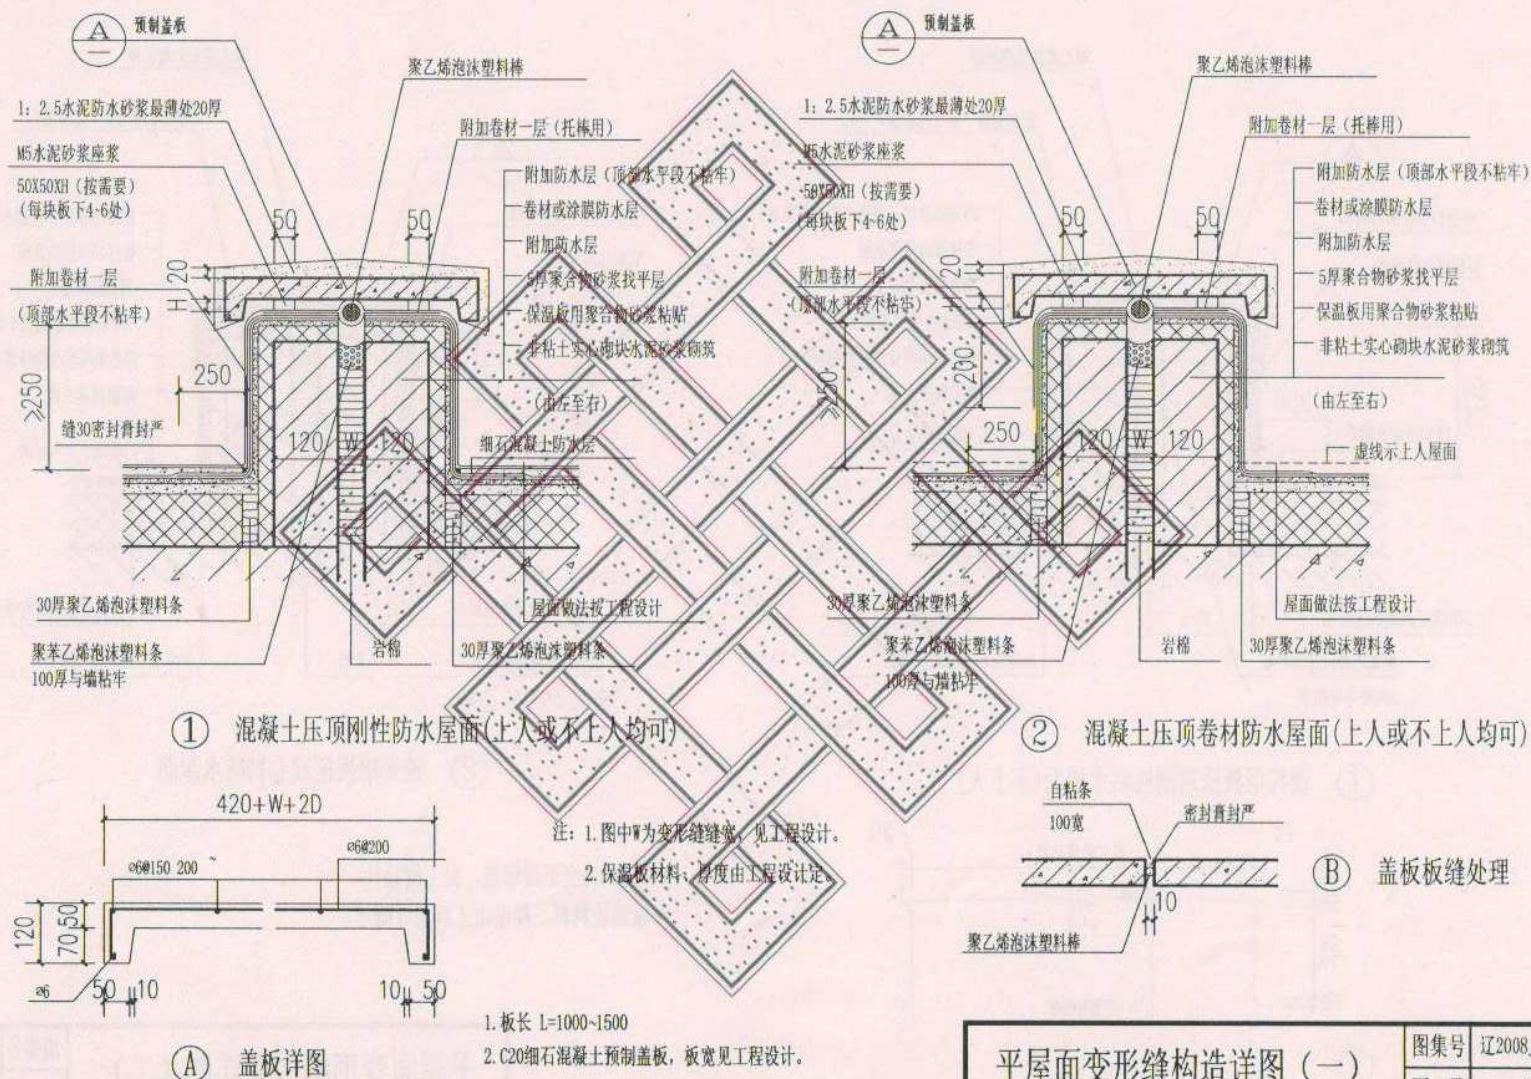 A 预制盖板
聚乙烯泡沫塑料棒
1：2.5水泥防水砂浆最薄处20厚
附加卷材一层（托棒用）
M5水泥砂浆座浆
50X50XH（按需要）
（每块板下4~6处）
附加防水层（顶部水平段不粘牢）
卷材或涂膜防水层
附加防水层
5厚聚合物砂浆找平层
保温板用聚合物砂浆粘贴
非粘土实心砌块水泥砂浆砌筑
（由左至右）
50
50
20
H
附加卷材一层
（顶部水平段不粘牢）
≥250
250
缝30密封膏封严
120 W 120
细石混凝土防水层
30厚聚乙烯泡沫塑料条
屋面做法按工程设计
聚苯乙烯泡沫塑料条
100厚与墙粘牢
岩棉
30厚聚乙烯泡沫塑料条
① 混凝土压顶刚性防水屋面(上人或不上人均可)
A 预制盖板
聚乙烯泡沫塑料棒
1：2.5水泥防水砂浆最薄处20厚
附加卷材一层（托棒用）
M5水泥砂浆座浆
50X50XH（按需要）
（每块板下4~6处）
附加防水层（顶部水平段不粘牢）
卷材或涂膜防水层
附加防水层
5厚聚合物砂浆找平层
保温板用聚合物砂浆粘贴
非粘土实心砌块水泥砂浆砌筑
（由左至右）
50
50
20
H
附加卷材一层
（顶部水平段不粘牢）
≥250
200
250
120 W 120
虚线示上人屋面
30厚聚乙烯泡沫塑料条
屋面做法按工程设计
聚苯乙烯泡沫塑料条
100厚与墙粘牢
岩棉
30厚聚乙烯泡沫塑料条
② 混凝土压顶卷材防水屋面(上人或不上人均可)
420+W+2D
ø6@150 200
ø6@200
120
70 50
ø6
50 10
10 50
A 盖板详图
注：1.图中W为变形缝缝宽，见工程设计。
2.保温板材料、厚度由工程设计定。
1.板长 L=1000~1500
2.C20细石混凝土预制盖板，板宽见工程设计。
自粘条
100宽
密封膏封严
10
聚乙烯泡沫塑料棒
B 盖板板缝处理
平屋面变形缝构造详图（一）
图集号 辽2008